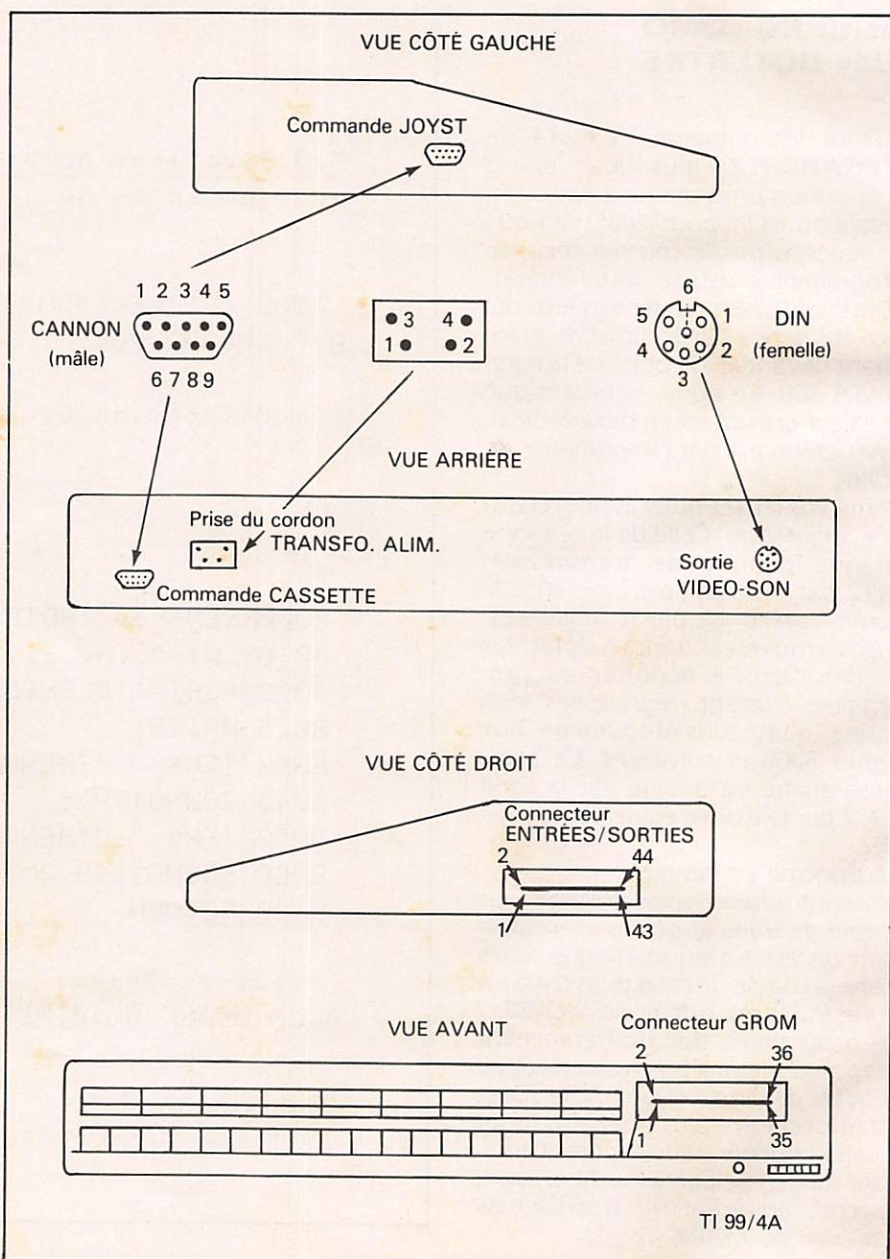 VUE CÔTÉ GAUCHE
Commande JOYST
1 2 3 4 5
CANNON
(mâle)
6 7 8 9
3 4
1 2
6
5 1
4 2
3
DIN
(femelle)
VUE ARRIÈRE
Prise du cordon
TRANSFO. ALIM.
Commande CASSETTE
Sortie
VIDEO-SON
VUE CÔTÉ DROIT
Connecteur
ENTRÉES/SORTIES
2 44
1 43
VUE AVANT
Connecteur GROM
2 36
1 35
TI 99/4A